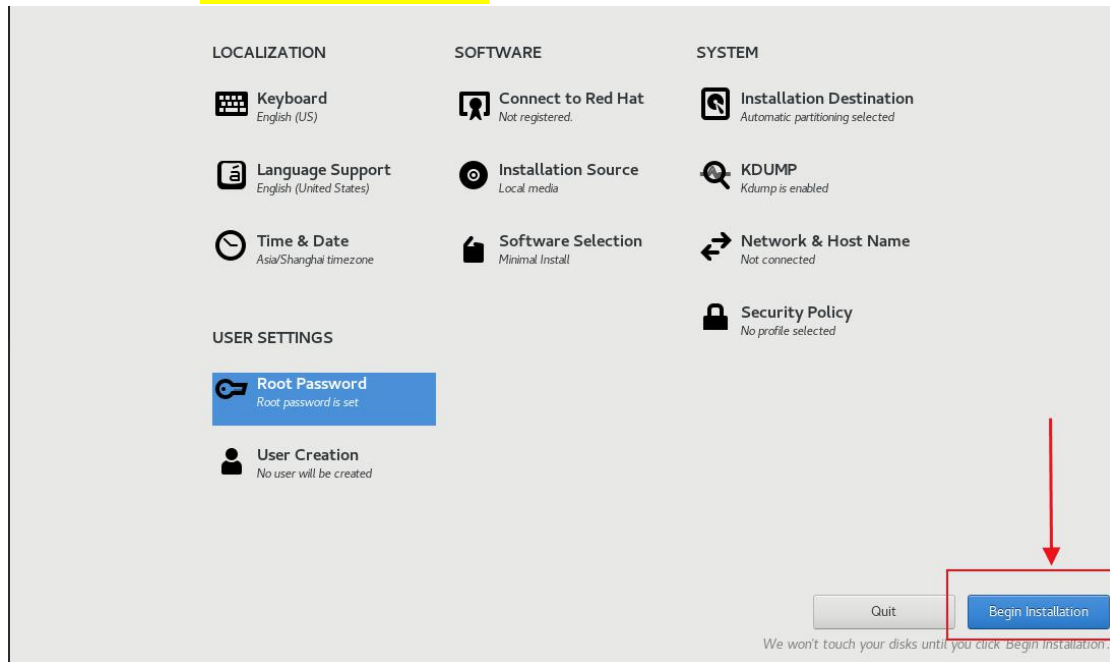 LOCALIZATION
Keyboard
English (US)
Language Support
English (United States)
Time & Date
Asia/Shanghai timezone
USER SETTINGS
Root Password
Root password is set
User Creation
No user will be created
SOFTWARE
Connect to Red Hat
Not registered.
Installation Source
Local media
Software Selection
Minimal Install
SYSTEM
Installation Destination
Automatic partitioning selected
KDUMP
Kdump is enabled
Network & Host Name
Not connected
Security Policy
No profile selected
Quit
Begin Installation
We won't touch your disks until you click 'Begin Installation'.